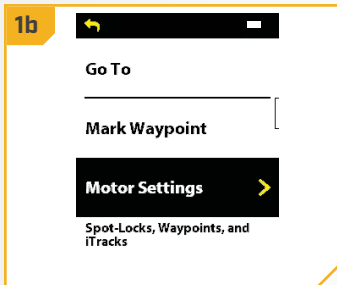 1b
Go To
Mark Waypoint
Motor Settings
Spot-Locks, Waypoints, and
iTracks